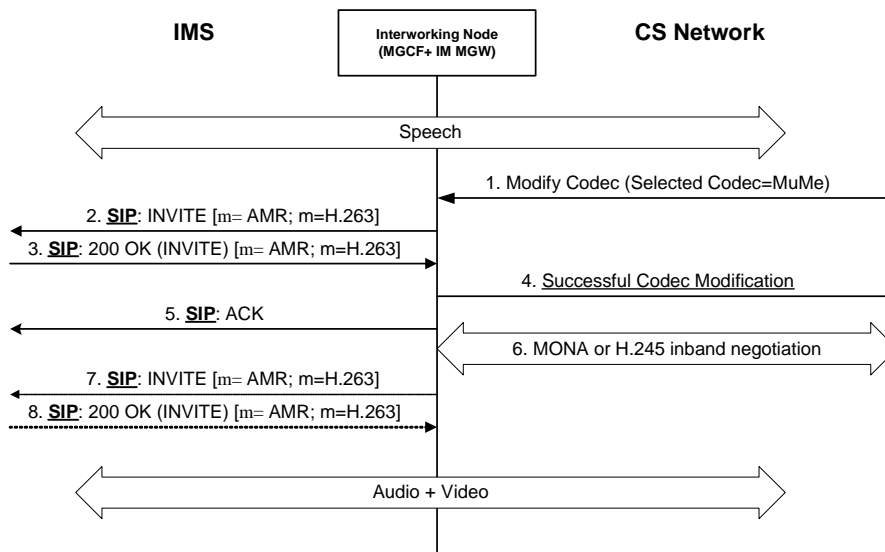 IMS
Interworking Node
(MGCF+ IM MGW)
CS Network
Speech
1. Modify Codec (Selected Codec=MuMe)
2. SIP: INVITE [m= AMR; m=H.263]
3. SIP: 200 OK (INVITE) [m= AMR; m=H.263]
4. Successful Codec Modification
5. SIP: ACK
6. MONA or H.245 inband negotiation
7. SIP: INVITE [m= AMR; m=H.263]
8. SIP: 200 OK (INVITE) [m= AMR; m=H.263]
Audio + Video